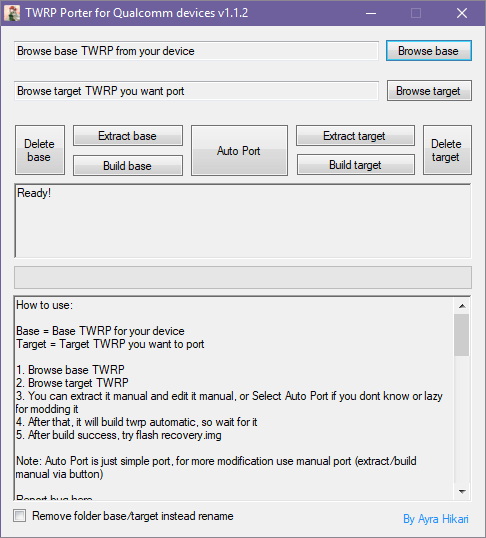 TWRP Porter for Qualcomm devices v1.1.2
Browse base TWRP from your device
Browse base
Browse target TWRP you want port
Browse target
Delete base
Extract base
Build base
Auto Port
Extract target
Build target
Delete target
Ready!
How to use:
Base = Base TWRP for your device
Target = Target TWRP you want to port
1. Browse base TWRP
2. Browse target TWRP
3. You can extract it manual and edit it manual, or Select Auto Port if you dont know or lazy
for modding it
4. After that, it will build twrp automatic, so wait for it
5. After build success, try flash recovery.img
Note: Auto Port is just simple port, for more modification use manual port (extract/build
manual via button)
Report bug here
Remove folder base/target instead rename
By Ayra Hikari